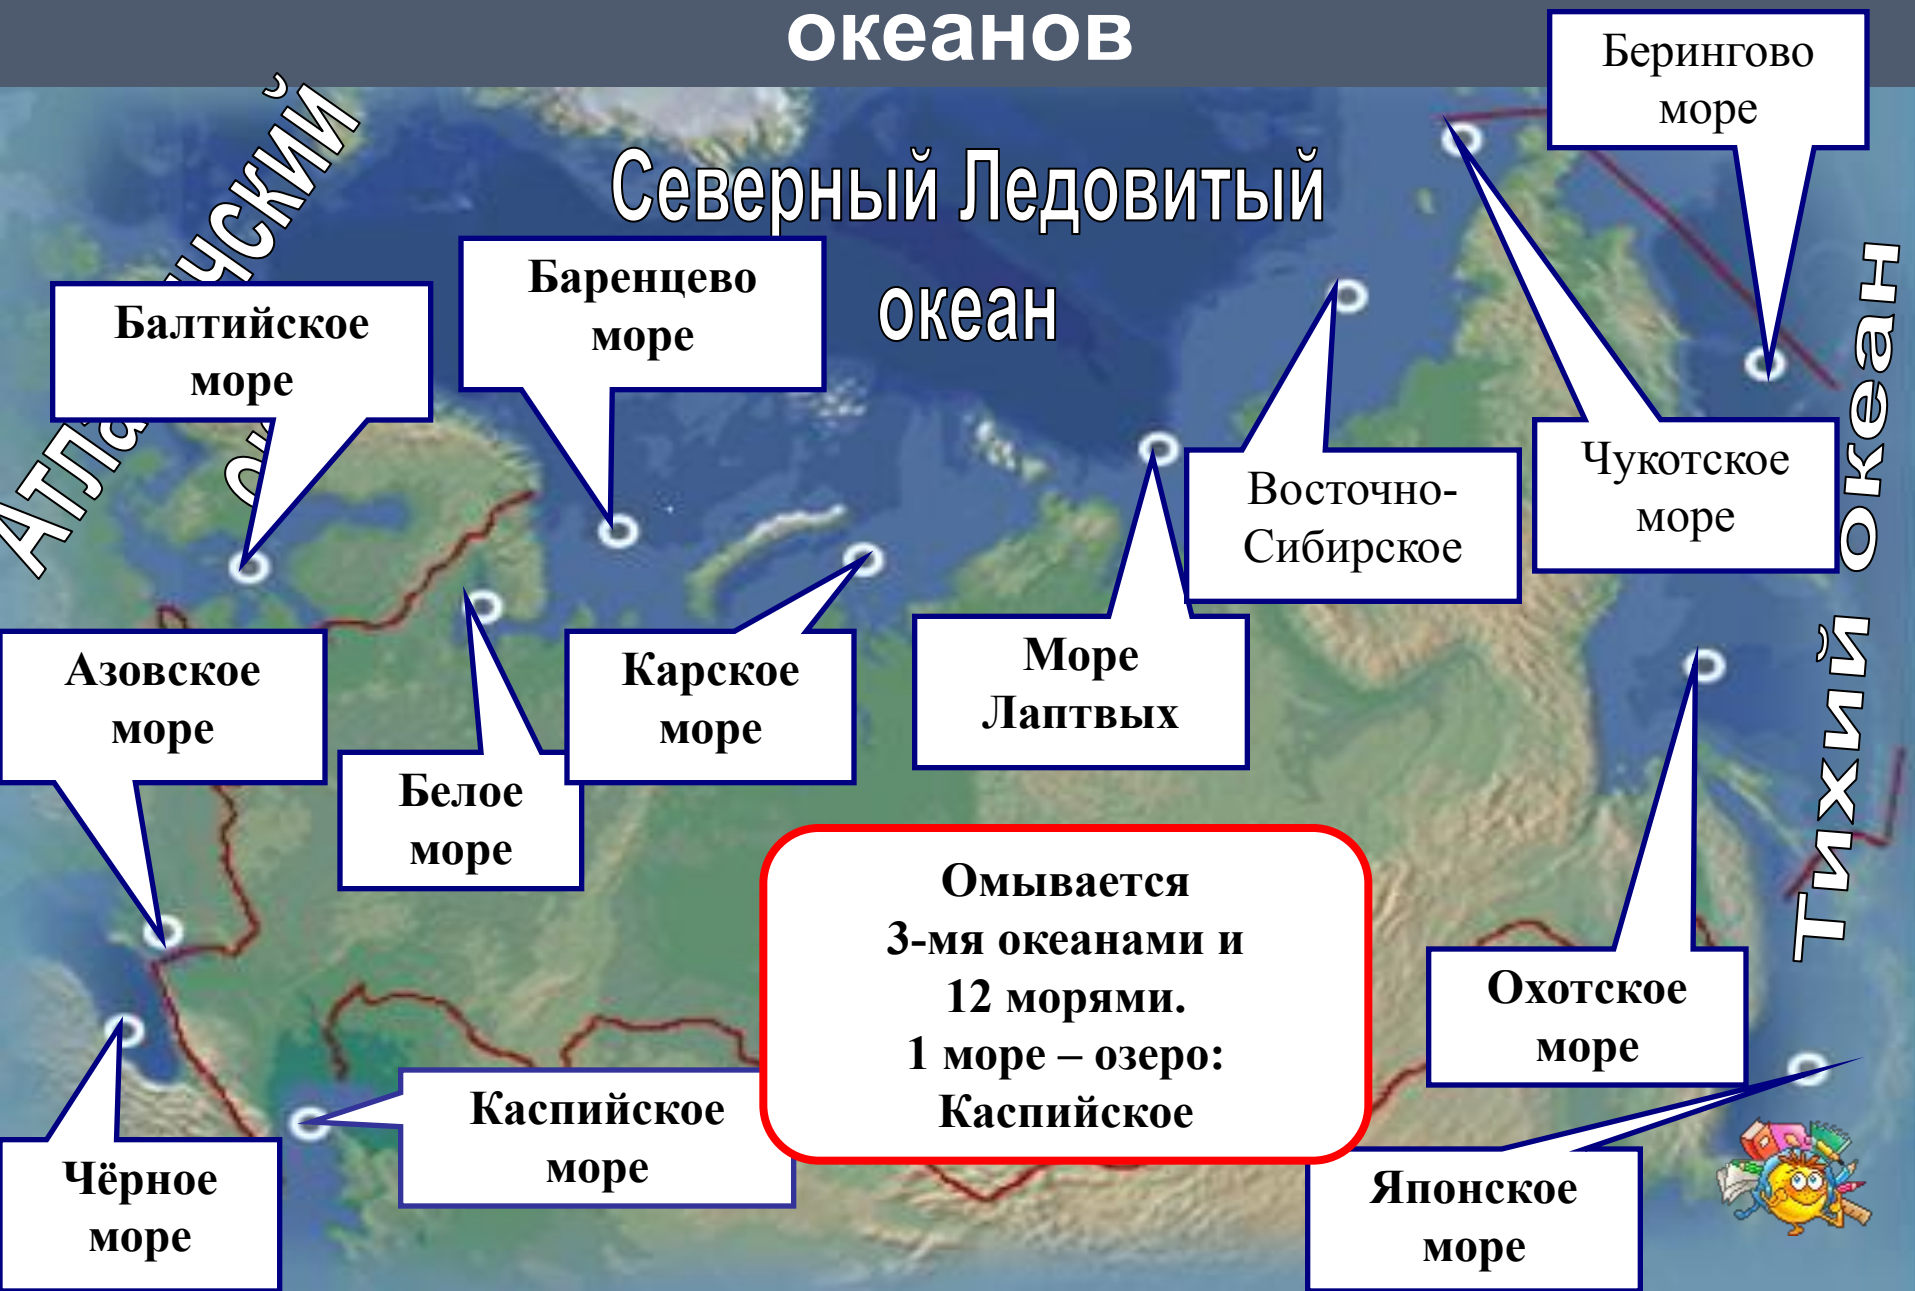 океанов
Берингово
море
Северный Ледовитый
океан
Баренцево
море
Балтийское
море
Чукотское
море
Восточно-
Сибирское
Тихий океан
Азовское
море
Карское
море
Море
Лаптвых
Белое
море
Омывается
3-мя океанами и
12 морями.
1 море – озеро:
Каспийское
Охотское
море
Каспийское
море
Чёрное
море
Японское
море